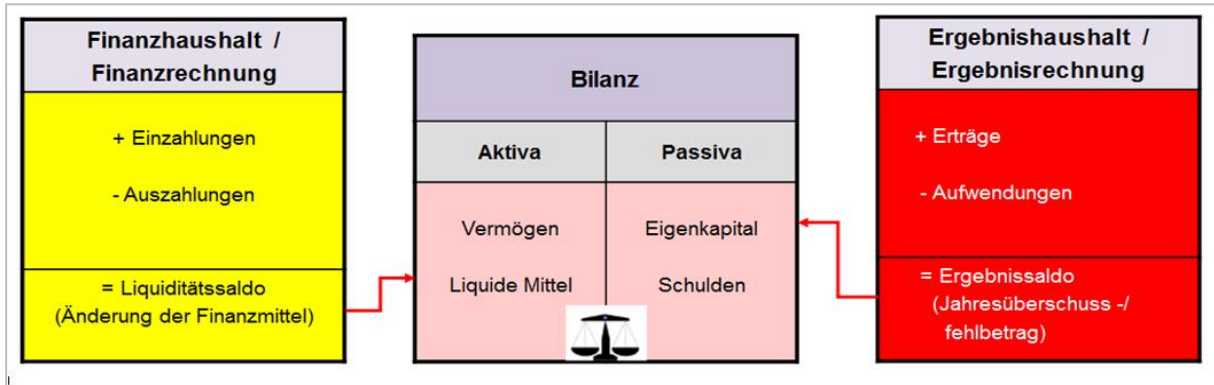 Finanzhaushalt /
Finanzrechnung
+ Einzahlungen
- Auszahlungen
= Liquiditätssaldo
(Änderung der Finanzmittel)
Bilanz
Aktiva
Passiva
Vermögen
Eigenkapital
Liquide Mittel
Schulden
Ergebnishaushalt /
Ergebnisrechnung
+ Erträge
- Aufwendungen
= Ergebnissaldo
(Jahresüberschuss -/
fehlbetrag)